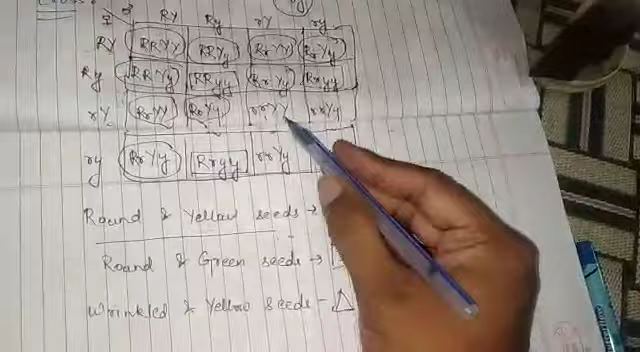 Cross:
♀ ♂ RY Ry rY ry
RY RRYY RRYy RrYY RrYy
Ry RRYy RRyy RrYy Rryy
rY RrYY RrYy rrYY rrYy
ry RrYy Rryy rrYy
Round & Yellow seeds →
Round & Green seeds →
Wrinkled & Yellow seeds -